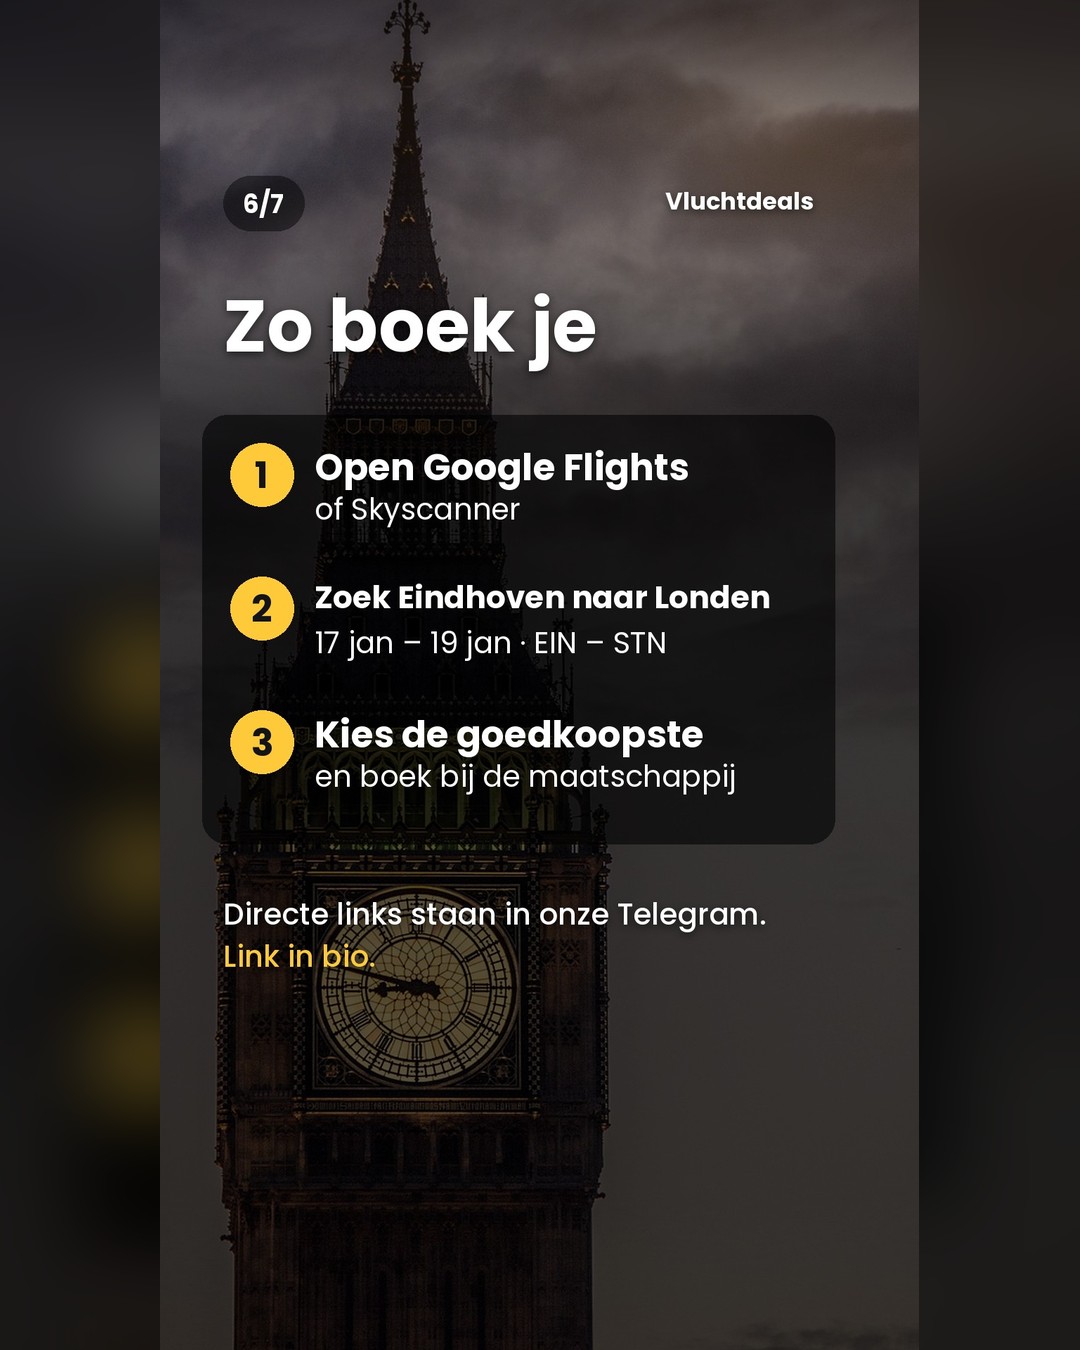 6/7
Vluchtdeals
Zo boek je
1
Open Google Flights
of Skyscanner
2
Zoek Eindhoven naar Londen
17 jan – 19 jan · EIN – STN
3
Kies de goedkoopste
en boek bij de maatschappij
Directe links staan in onze Telegram.
Link in bio.